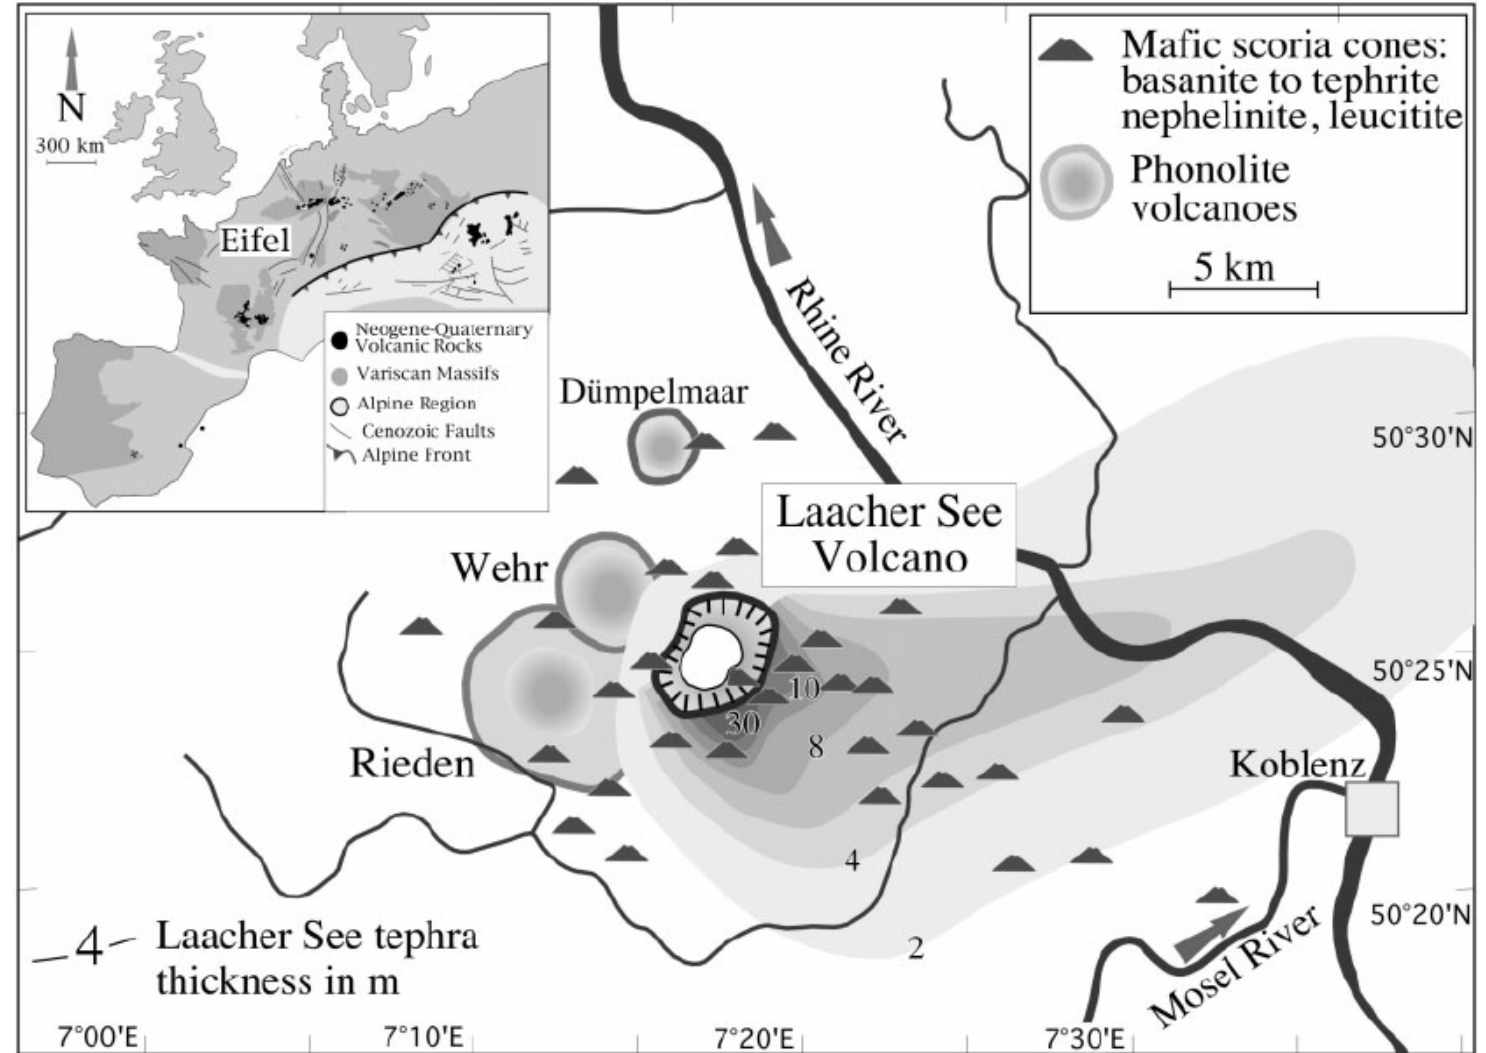 N
300 km
Eifel
Neogene-Quaternary
Volcanic Rocks
Variscan Massifs
Alpine Region
Cenozoic Faults
Alpine Front
Mafic scoria cones:
basanite to tephrite
nephelinite, leucitite
Phonolite
volcanoes
5 km
Rhine River
Dümpelmaar
50°30'N
Laacher See
Volcano
Wehr
50°25'N
10
30
8
Rieden
Koblenz
4
50°20'N
2
Mosel River
4
Laacher See tephra
thickness in m
7°00'E
7°10'E
7°20'E
7°30'E